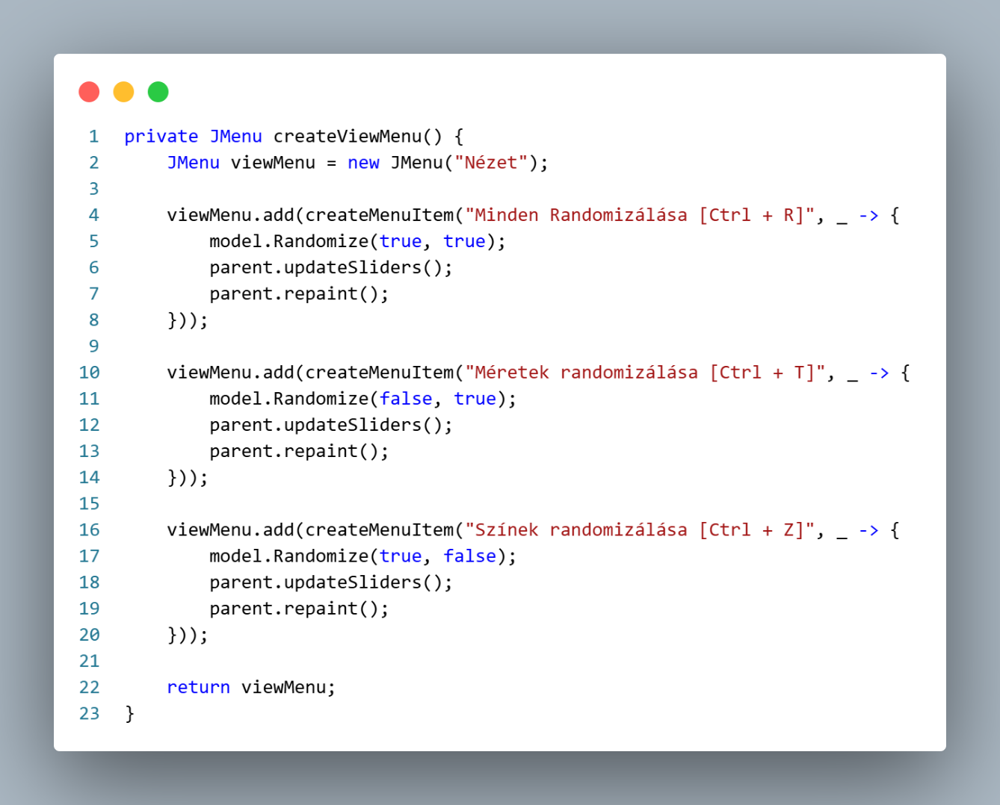 1 private JMenu createViewMenu() {
2     JMenu viewMenu = new JMenu("Nézet");
3
4     viewMenu.add(createMenuItem("Minden Randomizálása [Ctrl + R]", _ -> {
5         model.Randomize(true, true);
6         parent.updateSliders();
7         parent.repaint();
8     }));
9
10     viewMenu.add(createMenuItem("Méretek randomizálása [Ctrl + T]", _ -> {
11         model.Randomize(false, true);
12         parent.updateSliders();
13         parent.repaint();
14     }));
15
16     viewMenu.add(createMenuItem("Színek randomizálása [Ctrl + Z]", _ -> {
17         model.Randomize(true, false);
18         parent.updateSliders();
19         parent.repaint();
20     }));
21
22     return viewMenu;
23 }